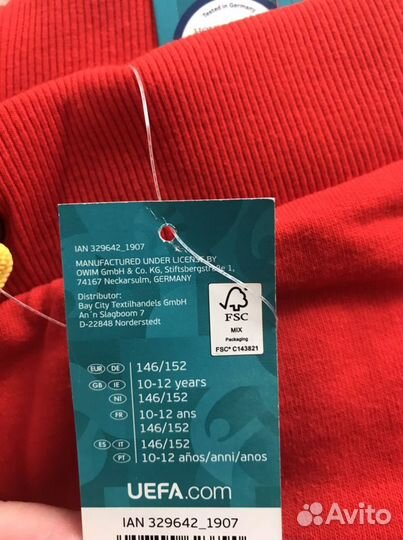 Tested in Germany
IAN 329642_1907
MANUFACTURED UNDER LICENSE BY
OWIM GmbH & Co. KG, Stiftsbergstraße 1,
74167 Neckarsulm, GERMANY
Distributor:
Bay City Textilhandels GmbH
An´n Slagboom 7
D-22848 Norderstedt
FSC
MIX
Packaging
FSC® C143821
EUR DE 146/152
GB IE 10-12 years
NI 146/152
FR 10-12 ans
146/152
ES IT 146/152
PT 10-12 años/anni/anos
UEFA.com
IAN 329642_1907
Avito